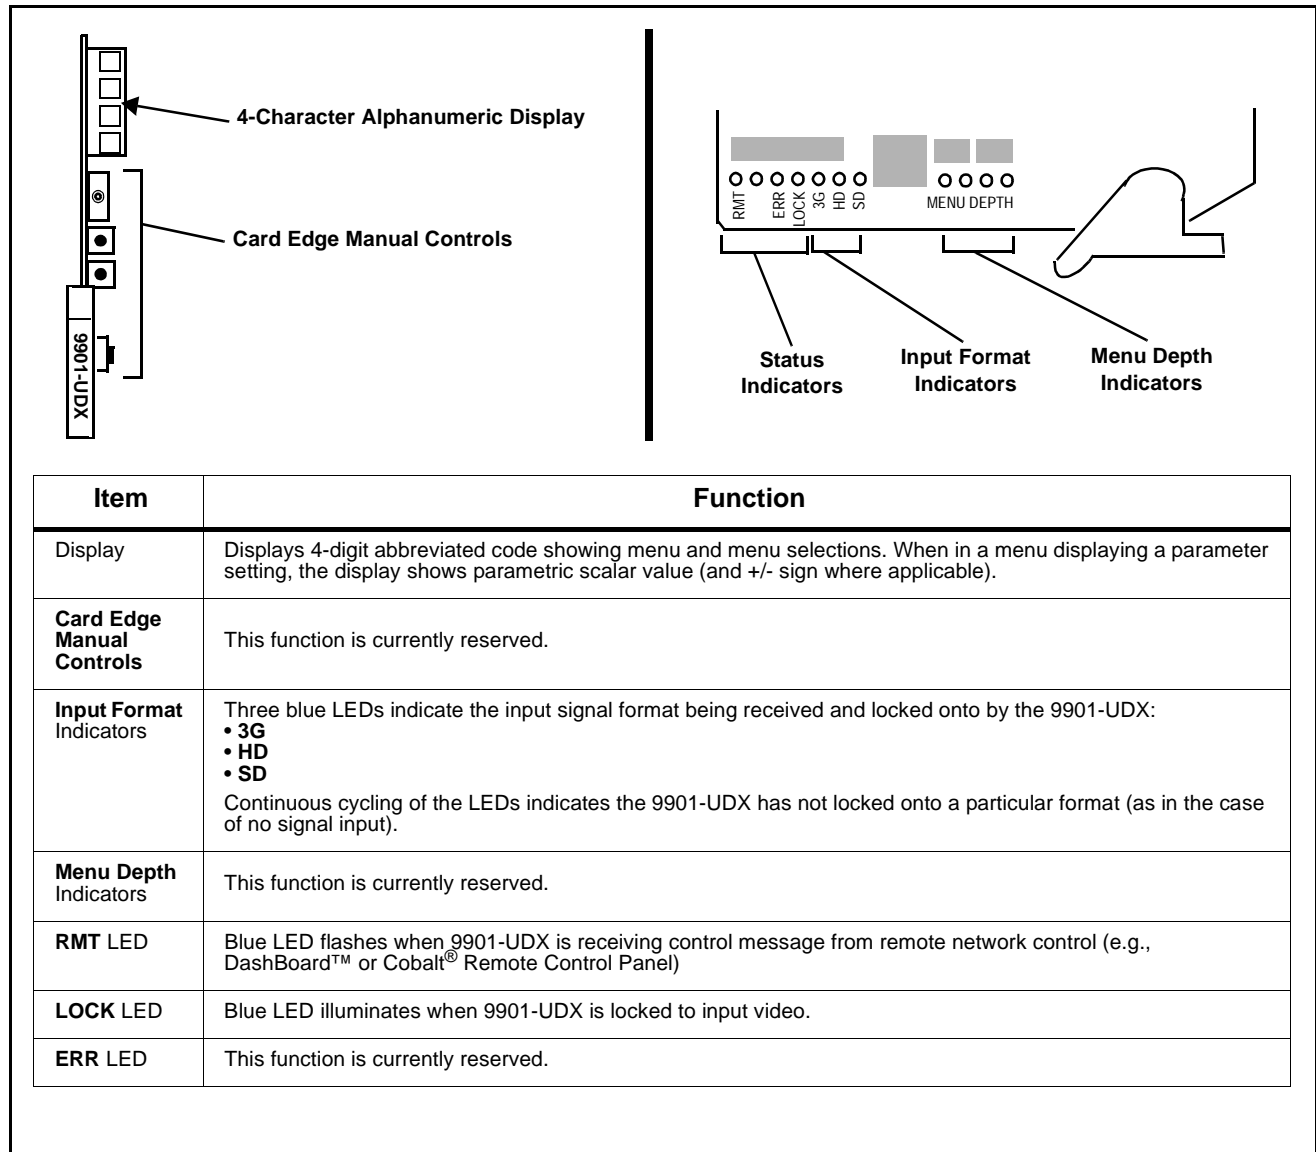 4-Character Alphanumeric Display
Card Edge Manual Controls
9901-UDX
RMT
ERR
LOCK
3G
HD
SD
MENU DEPTH
Status
Indicators
Input Format
Indicators
Menu Depth
Indicators
Item
Function
Display
Displays 4-digit abbreviated code showing menu and menu selections. When in a menu displaying a parameter
setting, the display shows parametric scalar value (and +/- sign where applicable).
Card Edge
Manual
Controls
This function is currently reserved.
Input Format
Indicators
Three blue LEDs indicate the input signal format being received and locked onto by the 9901-UDX:
• 3G
• HD
• SD
Continuous cycling of the LEDs indicates the 9901-UDX has not locked onto a particular format (as in the case
of no signal input).
Menu Depth
Indicators
This function is currently reserved.
RMT LED
Blue LED flashes when 9901-UDX is receiving control message from remote network control (e.g.,
DashBoard™ or Cobalt® Remote Control Panel)
LOCK LED
Blue LED illuminates when 9901-UDX is locked to input video.
ERR LED
This function is currently reserved.